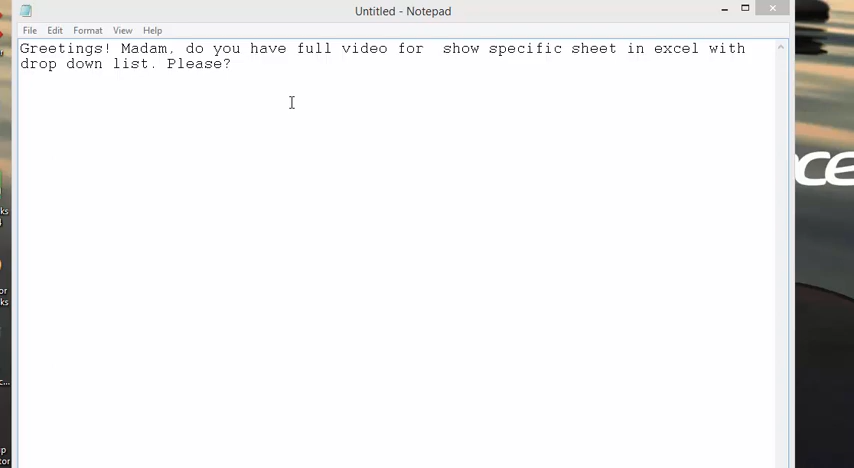 Untitled - Notepad
File Edit Format View Help
Greetings! Madam, do you have full video for  show specific sheet in excel with
drop down list. Please?